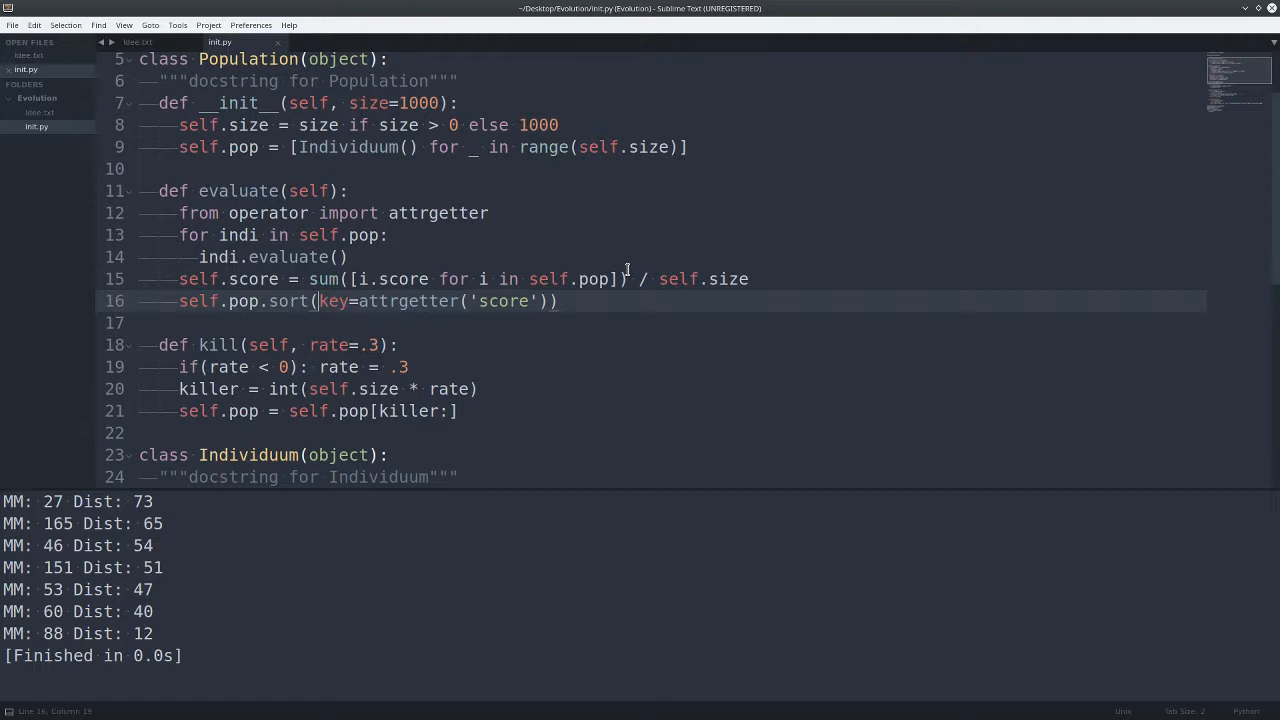 ~/Desktop/Evolution/init.py (Evolution) - Sublime Text (UNREGISTERED)
File Edit Selection Find View Goto Tools Project Preferences Help
OPEN FILES
Idee.txt
init.py
FOLDERS
Evolution
Idee.txt
init.py
Idee.txt init.py
5 class Population(object):
6 """docstring for Population"""
7 def __init__(self, size=1000):
8 self.size = size if size > 0 else 1000
9 self.pop = [Individuum() for _ in range(self.size)]
10
11 def evaluate(self):
12 from operator import attrgetter
13 for indi in self.pop:
14 indi.evaluate()
15 self.score = sum([i.score for i in self.pop]) / self.size
16 self.pop.sort(key=attrgetter('score'))
17
18 def kill(self, rate=.3):
19 if(rate < 0): rate = .3
20 killer = int(self.size * rate)
21 self.pop = self.pop[killer:]
22
23 class Individuum(object):
24 """docstring for Individuum"""
MM: 27 Dist: 73
MM: 165 Dist: 65
MM: 46 Dist: 54
MM: 151 Dist: 51
MM: 53 Dist: 47
MM: 60 Dist: 40
MM: 88 Dist: 12
[Finished in 0.0s]
Line 16, Column 19 Unix Tab Size: 2 Python